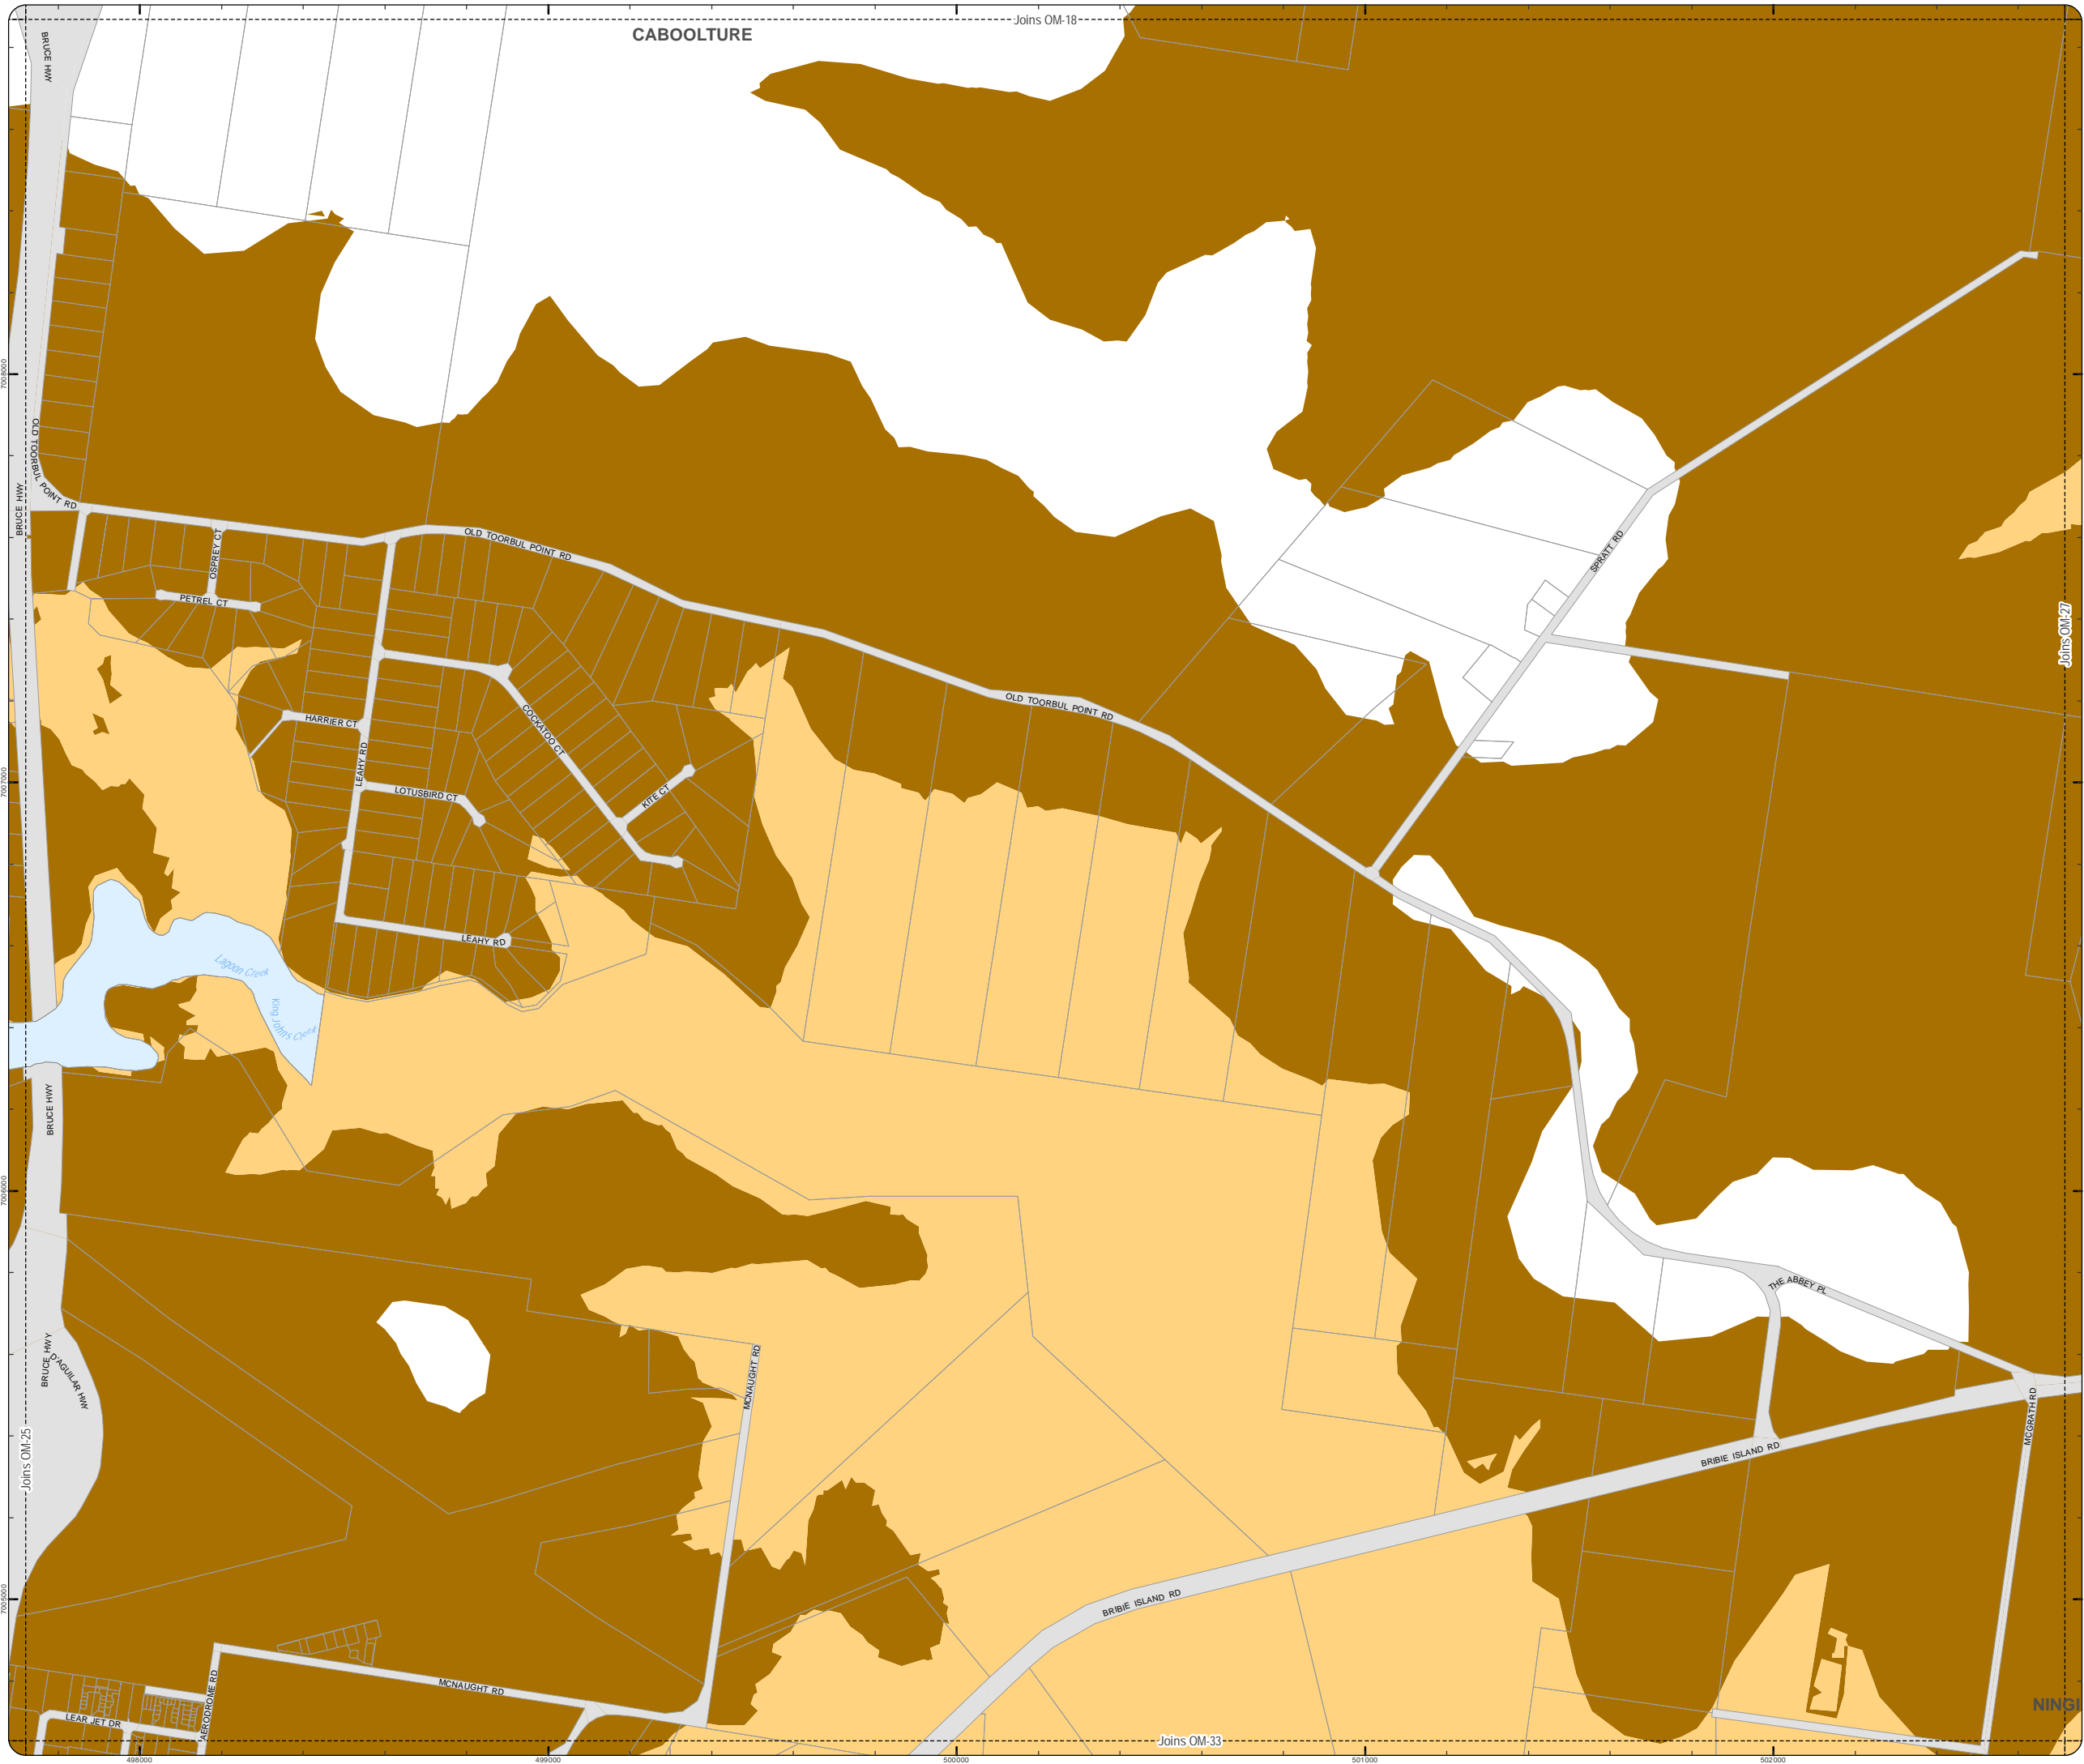 Joins OM-18
CABOOLTURE
BRUCE HWY
7008000
OLD TOORBUL POINT RD
BRUCE HWY
OSPREY CT
PETREL CT
OLD TOORBUL POINT RD
SPRATT RD
Joins OM-27
HARRIER CT
LEAHY RD
COCKATOO CT
OLD TOORBUL POINT RD
LOTUSBIRD CT
KITE CT
LEAHY RD
Lagoon Creek
King John's Creek
BRUCE HWY
7006000
THE ABBEY PL
BRUCE HWY
D'AGUILAR HWY
MCNAUGHT RD
MCGRATH RD
Joins OM-25
BRIBIE ISLAND RD
7005000
BRIBIE ISLAND RD
AERODROME RD
MCNAUGHT RD
LEAR JET DR
NINGI
Joins OM-33
498000
499000
500000
501000
502000